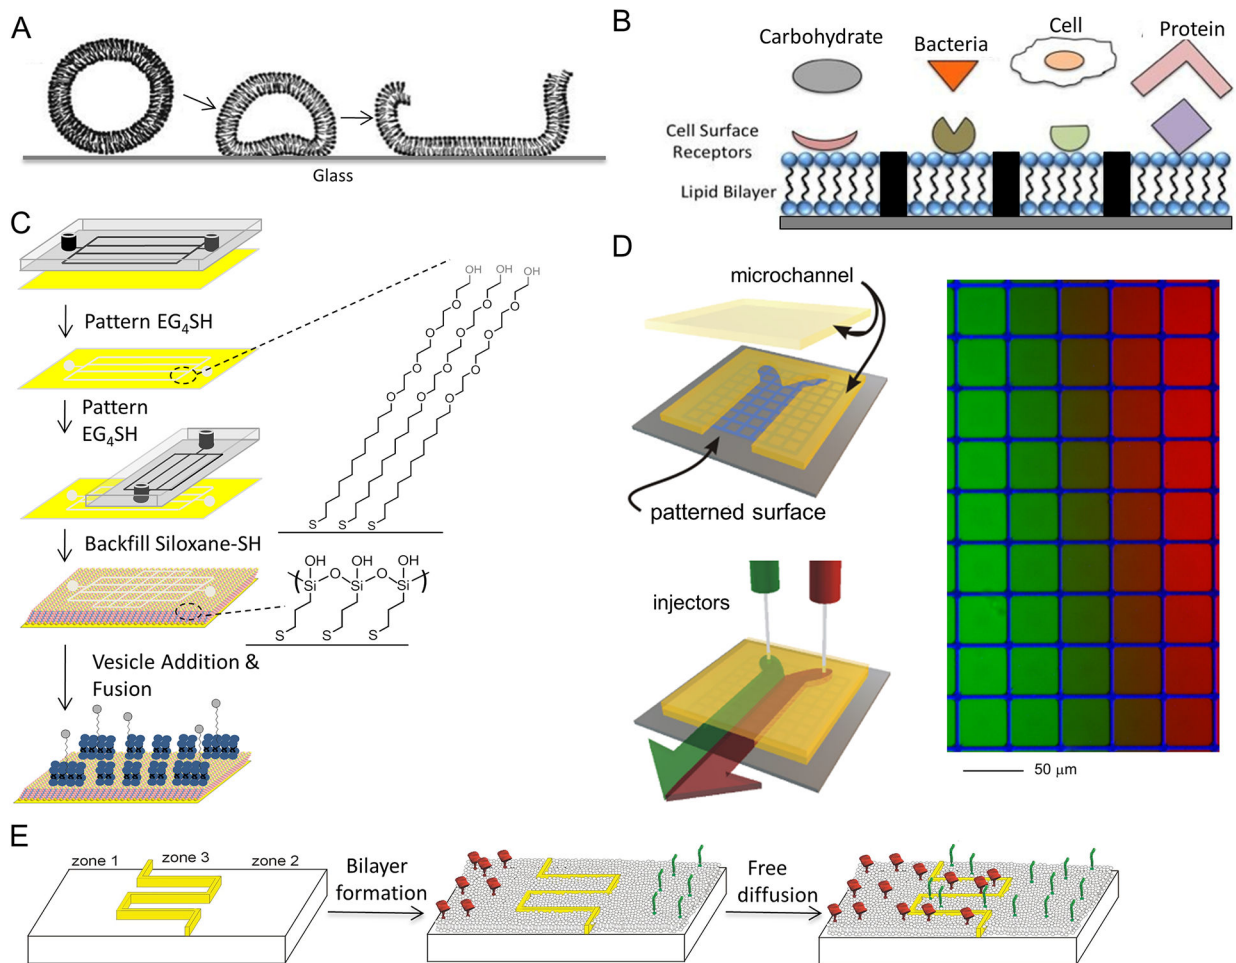 A
Glass
B
Carbohydrate
Bacteria
Cell
Protein
Cell Surface
Receptors
Lipid Bilayer
C
Pattern EG₄SH
Pattern
EG₄SH
Backfill Siloxane-SH
Vesicle Addition &
Fusion
OH OH OH
O O O
O O O
O O O
O O O
S S S
OH OH OH
( Si O Si O Si )
S S S
D
microchannel
patterned surface
injectors
50 μm
E
zone 1
zone 3
zone 2
Bilayer
formation
Free
diffusion